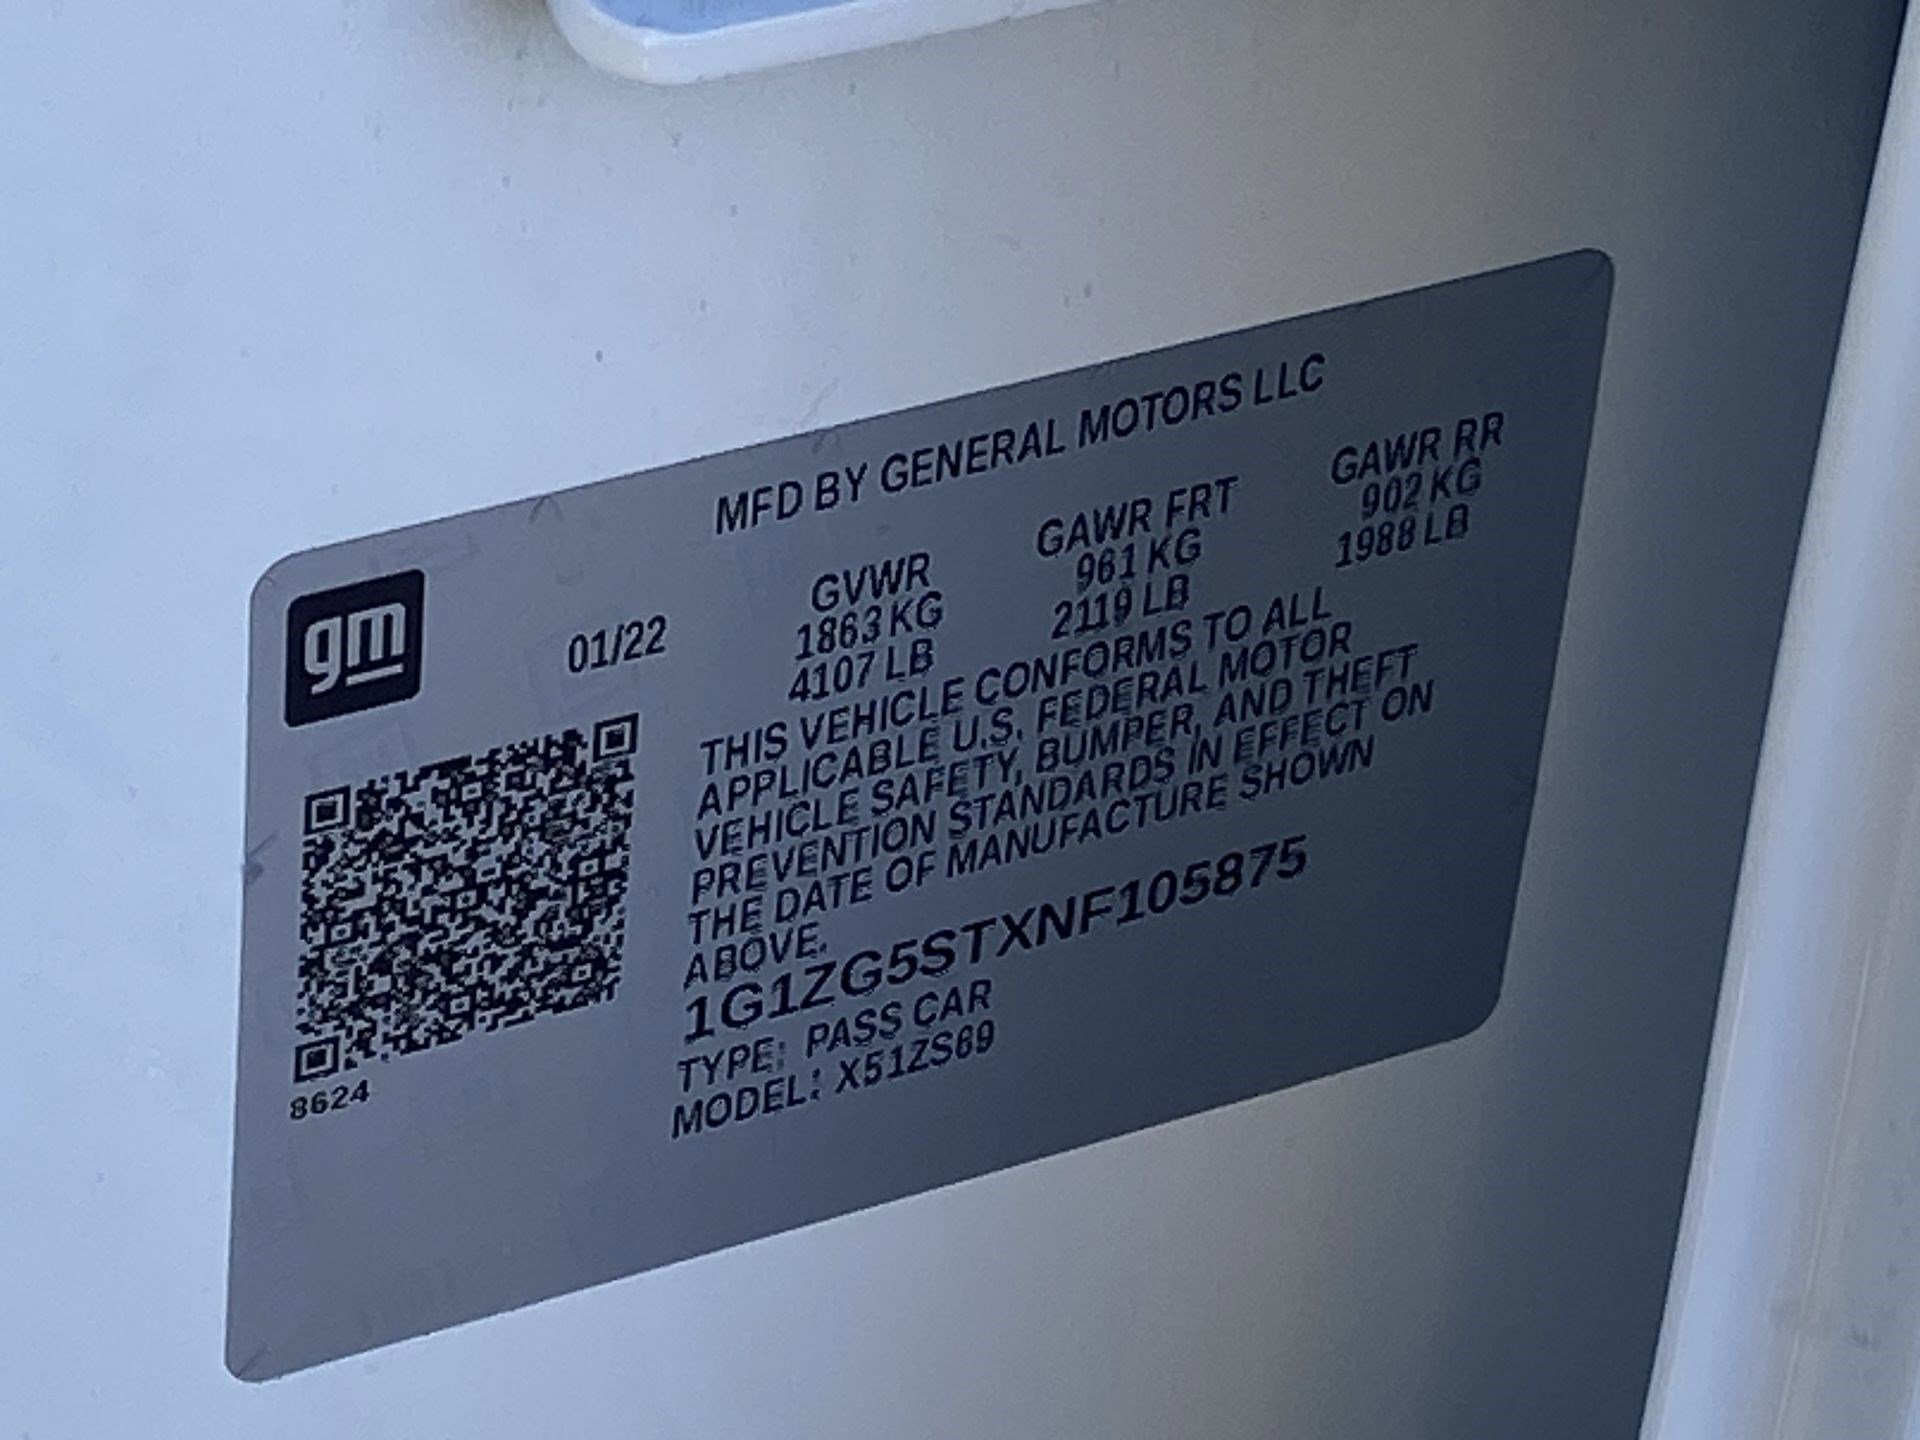 MFD BY GENERAL MOTORS LLC
gm
01/22
GVWR GAWR FRT GAWR RR
1863 KG 961 KG 902 KG
4107 LB 2119 LB 1988 LB
THIS VEHICLE CONFORMS TO ALL
APPLICABLE U.S. FEDERAL MOTOR
VEHICLE SAFETY, BUMPER, AND THEFT
PREVENTION STANDARDS IN EFFECT ON
THE DATE OF MANUFACTURE SHOWN
ABOVE.
1G1ZG5STXNF105875
TYPE: PASS CAR
MODEL: X51ZS69
8624